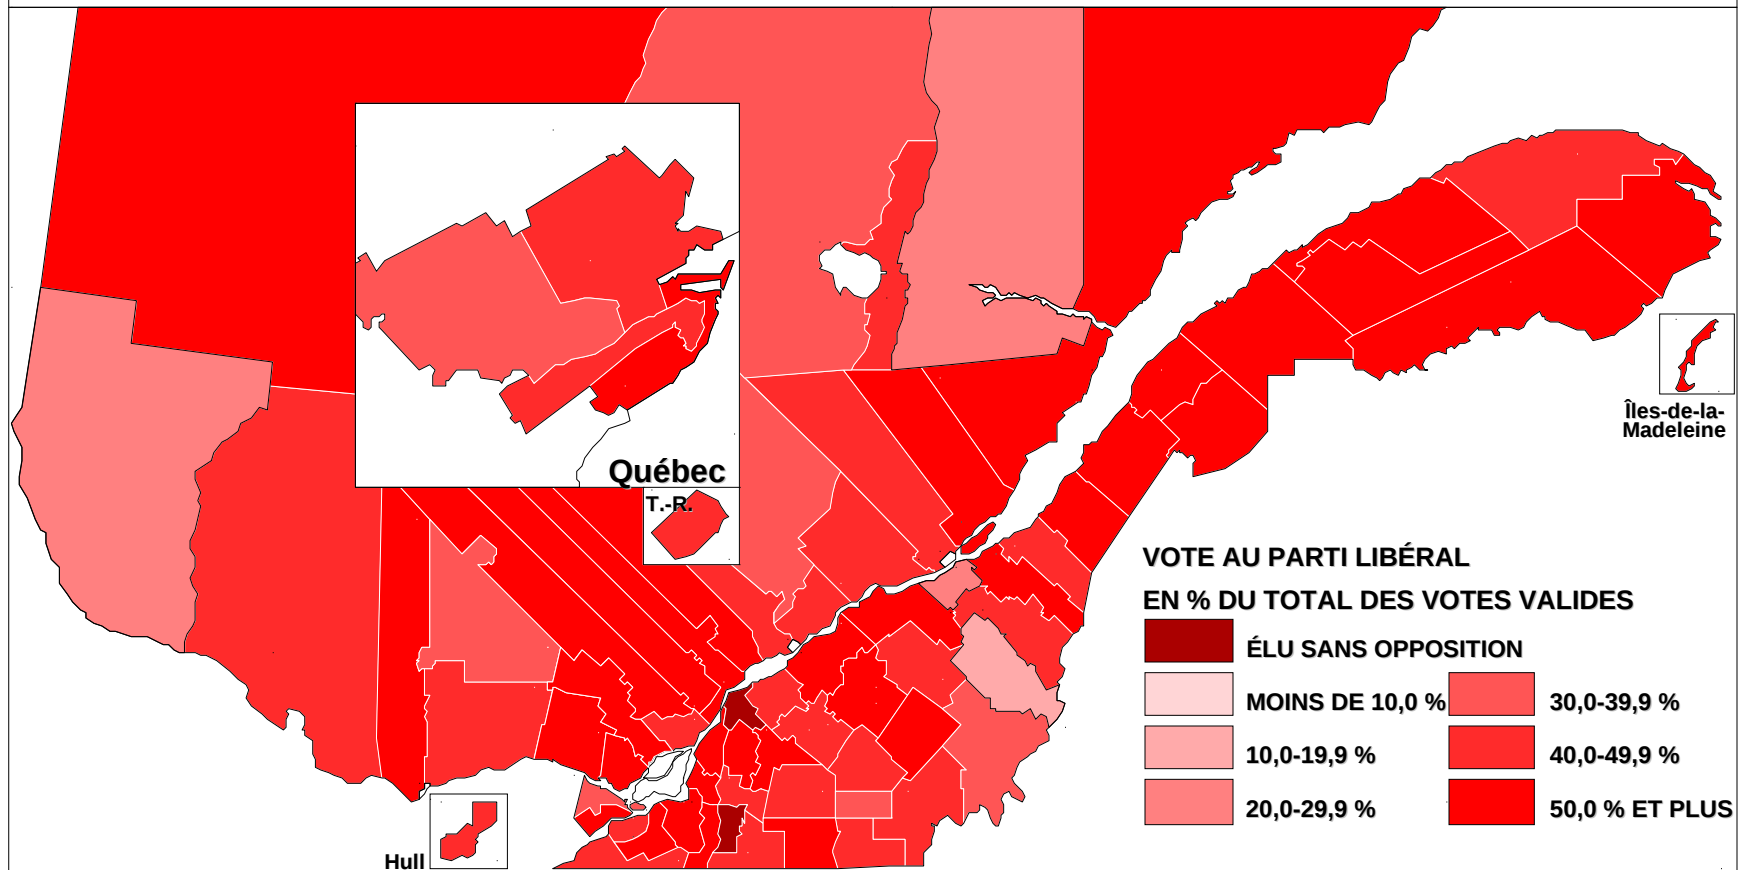 Québec
T.-R.
Îles-de-la-
Madeleine
Hull
VOTE AU PARTI LIBÉRAL
EN % DU TOTAL DES VOTES VALIDES
ÉLU SANS OPPOSITION
MOINS DE 10,0 %
10,0-19,9 %
20,0-29,9 %
30,0-39,9 %
40,0-49,9 %
50,0 % ET PLUS